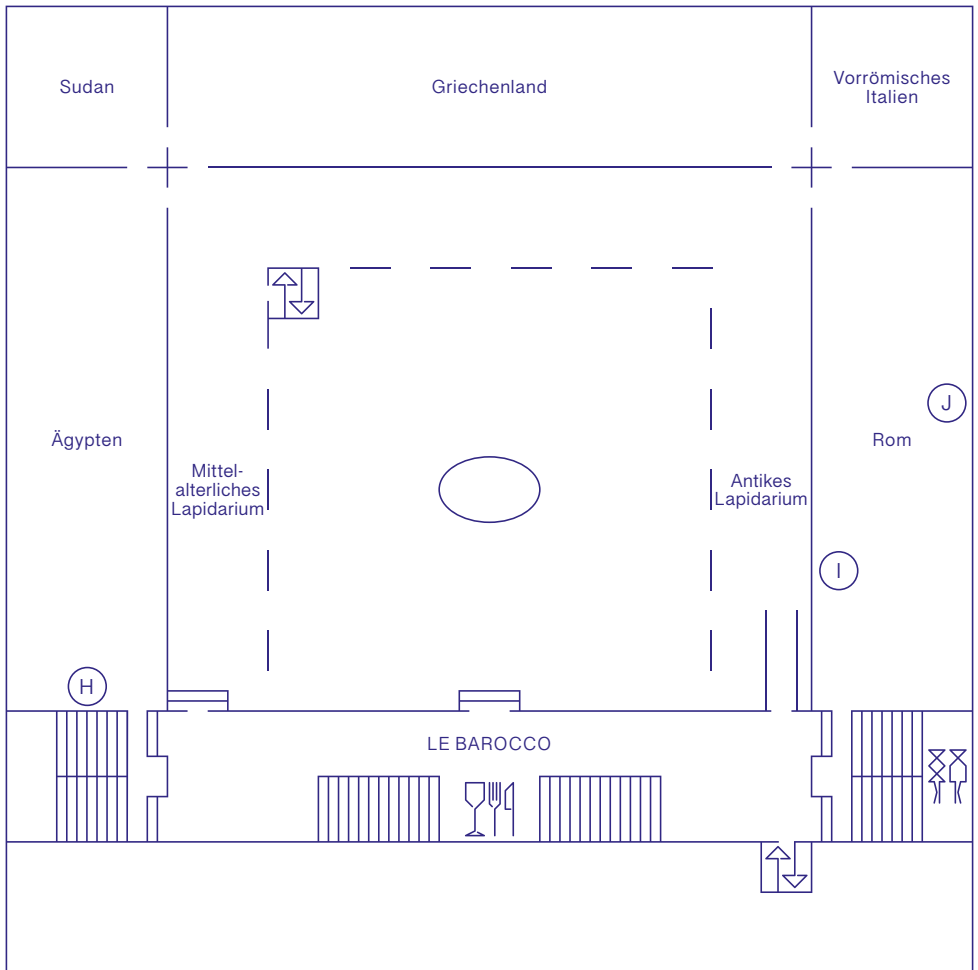 Sudan
Griechenland
Vorrömisches
Italien
J
Ägypten
Rom
Mittel-
alterliches
Lapidarium
Antikes
Lapidarium
I
H
LE BAROCCO